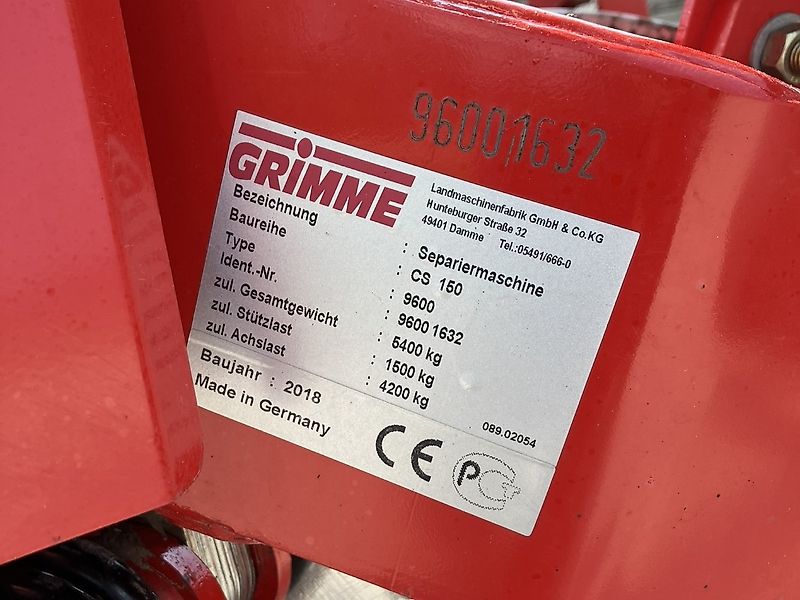 96001632
GRIMME
Landmaschinenfabrik GmbH & Co.KG
Hunteburger Straße 32
49401 Damme Tel.:05491/666-0
Bezeichnung : Separiermaschine
Baureihe : CS 150
Type : 9600
Ident.-Nr. : 9600 1632
zul. Gesamtgewicht : 5400 kg
zul. Stützlast : 1500 kg
zul. Achslast : 4200 kg
Baujahr : 2018
089.02054
Made in Germany
CE